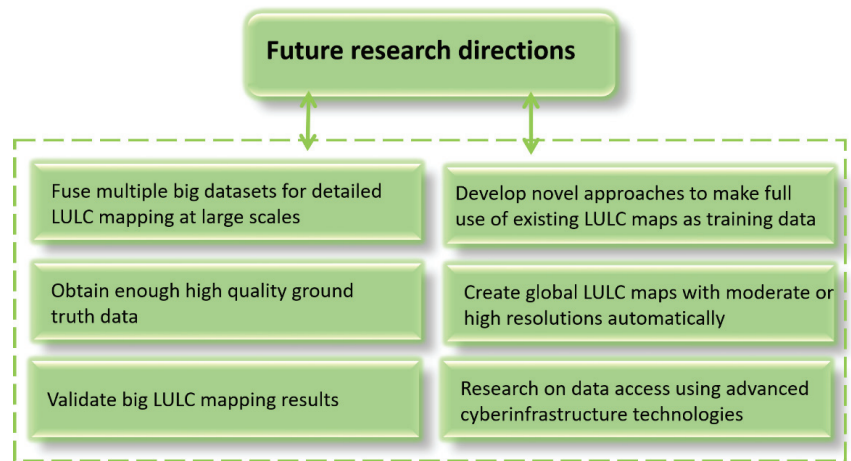 Future research directions
Fuse multiple big datasets for detailed
LULC mapping at large scales
Develop novel approaches to make full
use of existing LULC maps as training data
Obtain enough high quality ground
truth data
Create global LULC maps with moderate or
high resolutions automatically
Validate big LULC mapping results
Research on data access using advanced
cyberinfrastructure technologies